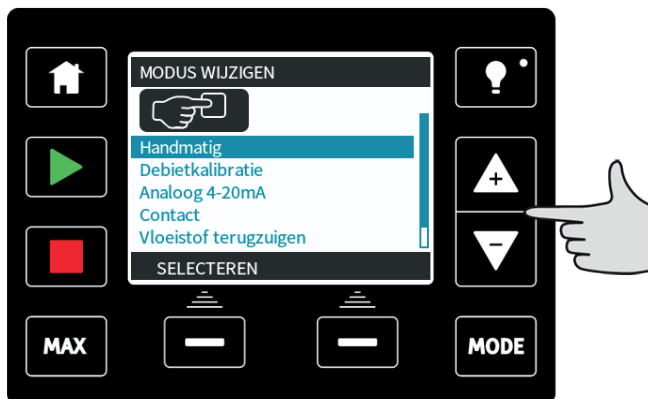 MODUS WIJZIGEN
Handmatig
Debietkalibratie
Analoog 4-20mA
Contact
Vloeistof terugzuigen
SELECTEREN
MAX
MODE